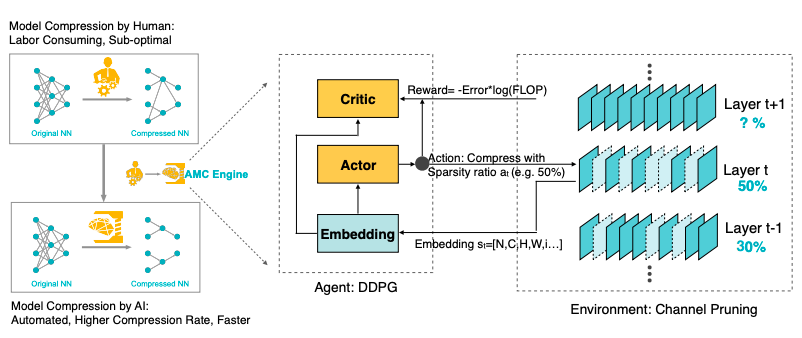 Model Compression by Human:
Labor Consuming, Sub-optimal
Original NN
Compressed NN
AMC Engine
Original NN
Compressed NN
Model Compression by AI:
Automated, Higher Compression Rate, Faster
Critic
Actor
Embedding
Agent: DDPG
Reward= -Error*log(FLOP)
Action: Compress with
Sparsity ratio aₜ (e.g. 50%)
Embedding sₜ=[N,C,H,W,i...]
Layer t+1
? %
Layer t
50%
Layer t-1
30%
Environment: Channel Pruning